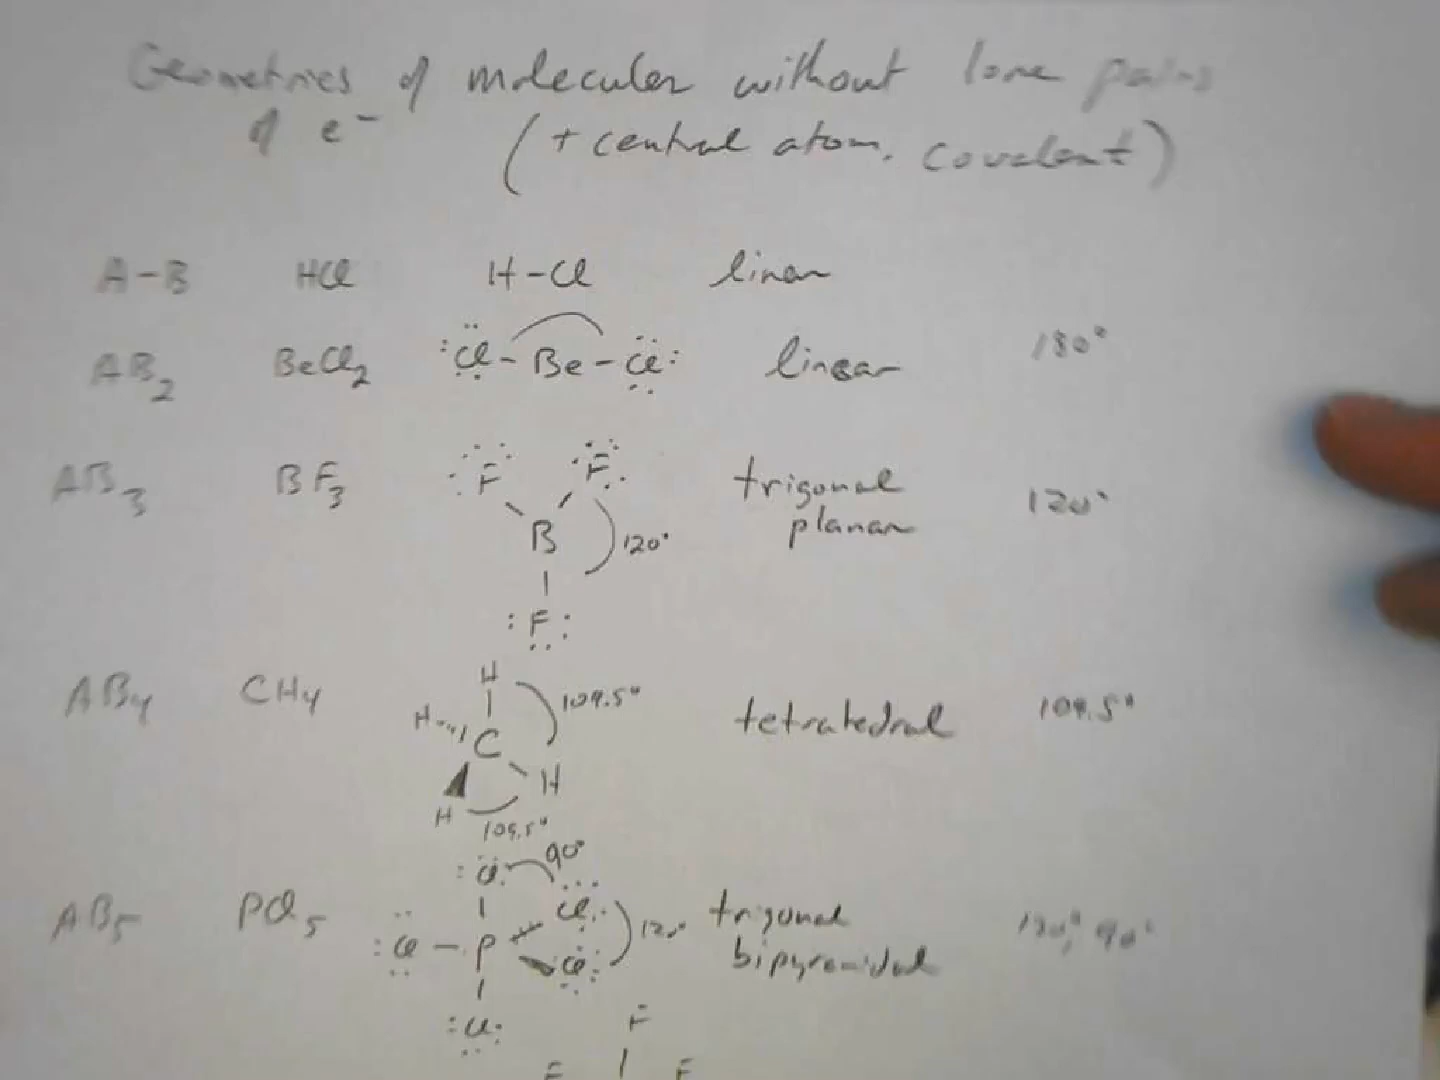 Geometries of molecules without lone pairs
of e⁻ (+ central atom, covalent)
A-B HCl H-Cl linear
AB₂ BeCl₂ :Cl-Be-Cl: linear 180°
AB₃ BF₃ F F trigonal 120°
B 120° planar
:F:
AB₄ CH₄ H 109.5° tetrahedral 109.5°
H C H
H 109.5°
:Cl: 90°
AB₅ PCl₅ :Cl-P Cl Cl 120° trigonal 120°, 90°
bipyramidal
:Cl:
F
F F